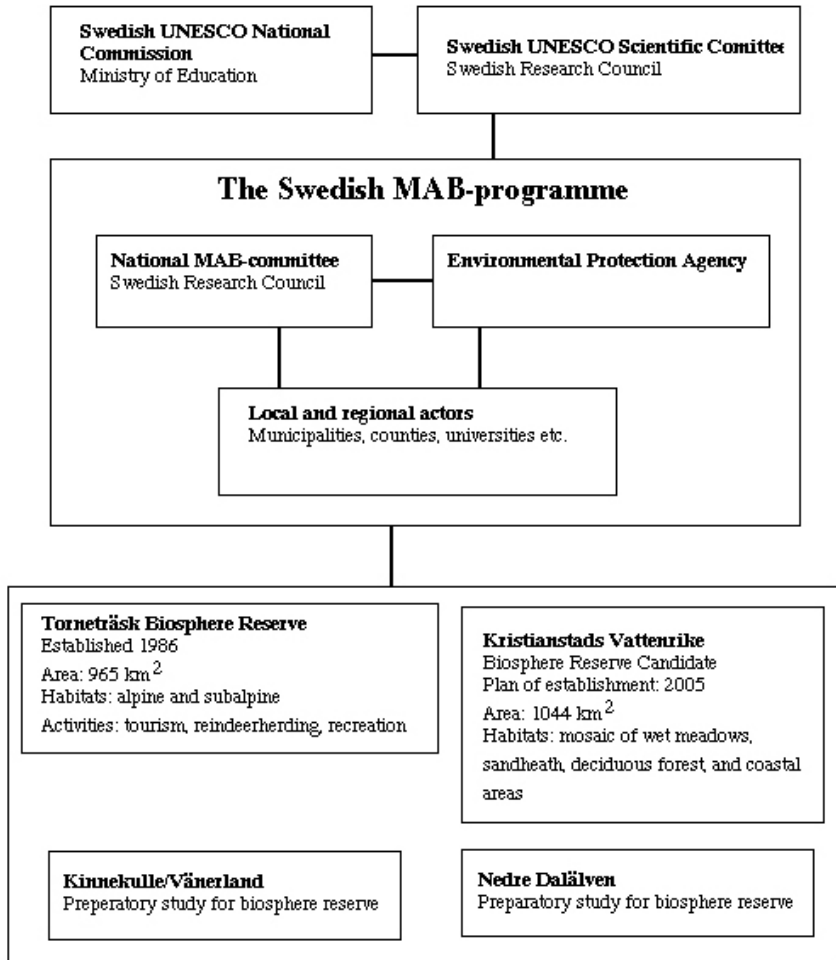 Swedish UNESCO National
Commission
Ministry of Education
Swedish UNESCO Scientific Comittee
Swedish Research Council
The Swedish MAB-programme
National MAB-committee
Swedish Research Council
Environmental Protection Agency
Local and regional actors
Municipalities, counties, universities etc.
Torneträsk Biosphere Reserve
Established 1986
Area: 965 km²
Habitats: alpine and subalpine
Activities: tourism, reindeerherding, recreation
Kristianstads Vattenrike
Biosphere Reserve Candidate
Plan of establishment: 2005
Area: 1044 km²
Habitats: mosaic of wet meadows,
sandheath, deciduous forest, and coastal
areas
Kinnekulle/Vänerland
Preperatory study for biosphere reserve
Nedre Dalälven
Preparatory study for biosphere reserve